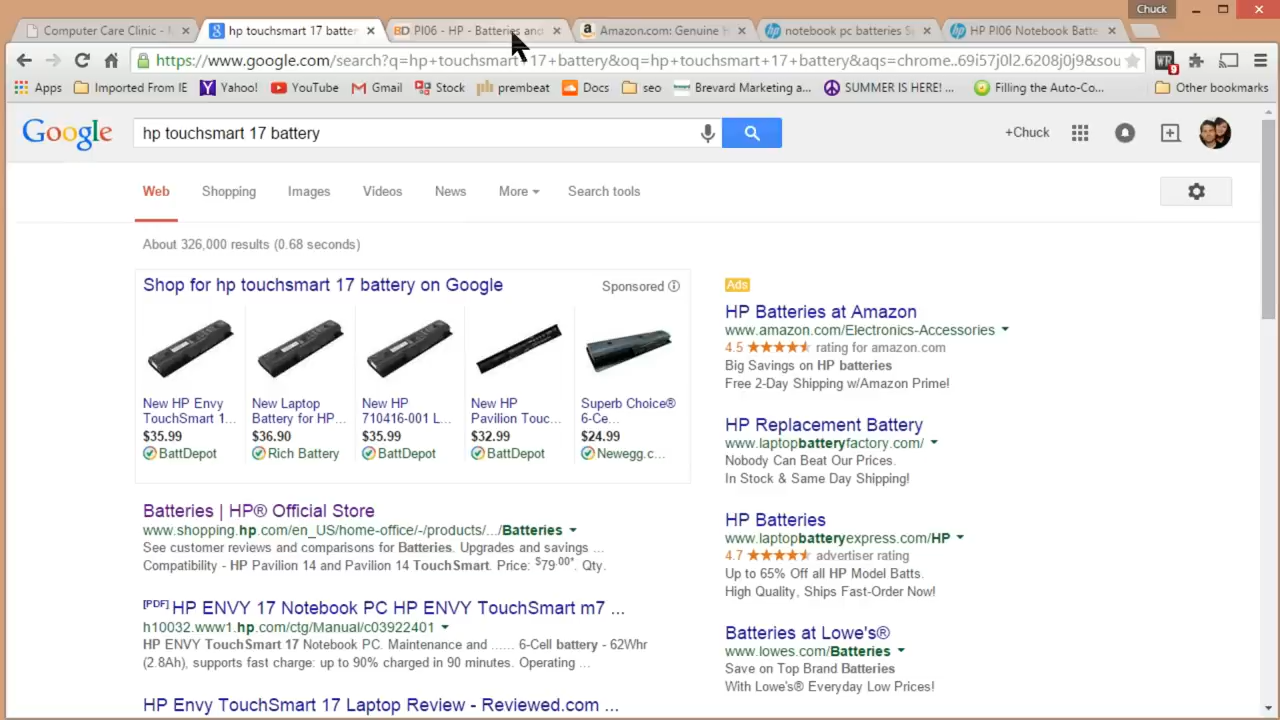 Chuck
Computer Care Clinic -
hp touchsmart 17 batter
BD PI06 - HP - Batteries and
Amazon.com: Genuine H
notebook pc batteries S
HP PI06 Notebook Batte
https://www.google.com/search?q=hp+touchsmart+17+battery&oq=hp+touchsmart+17+battery&aqs=chrome..69i57j0l2.6208j0j9&sou
WR
9
Apps
Imported From IE
Yahoo!
YouTube
Gmail
Stock
prembeat
Docs
seo
Brevard Marketing a...
SUMMER IS HERE! ...
Filling the Auto-Co...
Other bookmarks
Google
hp touchsmart 17 battery
+Chuck
Web
Shopping
Images
Videos
News
More
Search tools
About 326,000 results (0.68 seconds)
Shop for hp touchsmart 17 battery on Google
Sponsored
New HP Envy
TouchSmart 1...
$35.99
BattDepot
New Laptop
Battery for HP...
$36.90
Rich Battery
New HP
710416-001 L...
$35.99
BattDepot
New HP
Pavilion Touc...
$32.99
BattDepot
Superb Choice®
6-Ce...
$24.99
Newegg.c...
Batteries | HP® Official Store
www.shopping.hp.com/en_US/home-office/-/products/.../Batteries
See customer reviews and comparisons for Batteries. Upgrades and savings ...
Compatibility - HP Pavilion 14 and Pavilion 14 TouchSmart. Price: $79.00*. Qty.
[PDF] HP ENVY 17 Notebook PC HP ENVY TouchSmart m7 ...
h10032.www1.hp.com/ctg/Manual/c03922401
HP ENVY TouchSmart 17 Notebook PC. Maintenance and ...... 6-Cell battery - 62Whr
(2.8Ah), supports fast charge: up to 90% charged in 90 minutes. Operating ...
HP Envy TouchSmart 17 Laptop Review - Reviewed.com ...
Ads
HP Batteries at Amazon
www.amazon.com/Electronics-Accessories
4.5 ★★★★★ rating for amazon.com
Big Savings on HP batteries
Free 2-Day Shipping w/Amazon Prime!
HP Replacement Battery
www.laptopbatteryfactory.com/
Nobody Can Beat Our Prices.
In Stock & Same Day Shipping!
HP Batteries
www.laptopbatteryexpress.com/HP
4.7 ★★★★★ advertiser rating
Up to 65% Off all HP Model Batts.
High Quality, Ships Fast-Order Now!
Batteries at Lowe's®
www.lowes.com/Batteries
Save on Top Brand Batteries
With Lowe's® Everyday Low Prices!